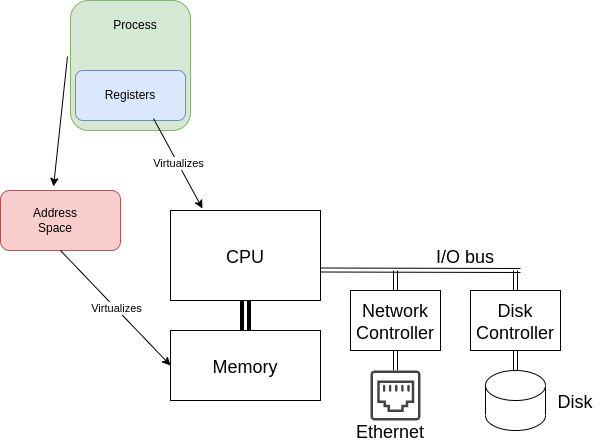 Process
Registers
Virtualizes
Address
Space
CPU
I/O bus
Virtualizes
Network
Controller
Disk
Controller
Memory
Disk
Ethernet